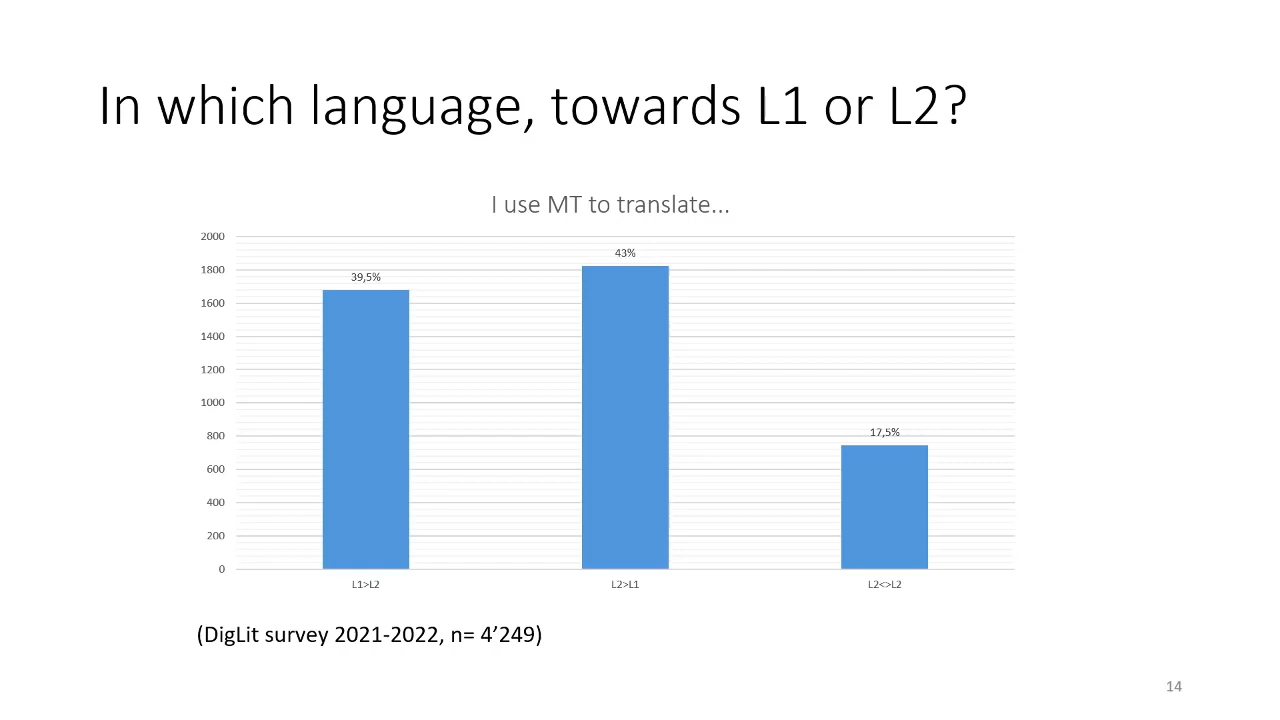 In which language, towards L1 or L2?
I use MT to translate...
2000
1800
1600
1400
1200
1000
800
600
400
200
0
39,5%
43%
17,5%
L1>L2
L2>L1
L2<>L2
(DigLit survey 2021-2022, n= 4’249)
14